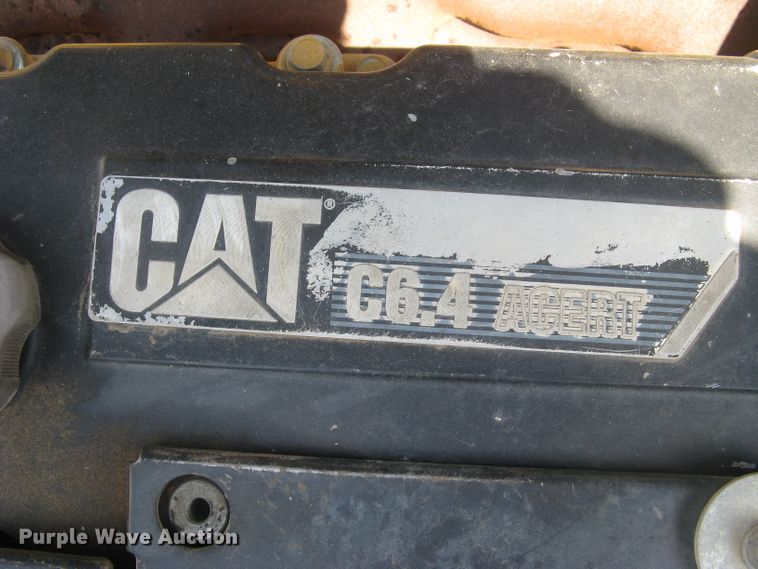 CAT®
C6.4 ACERT
Purple Wave Auction